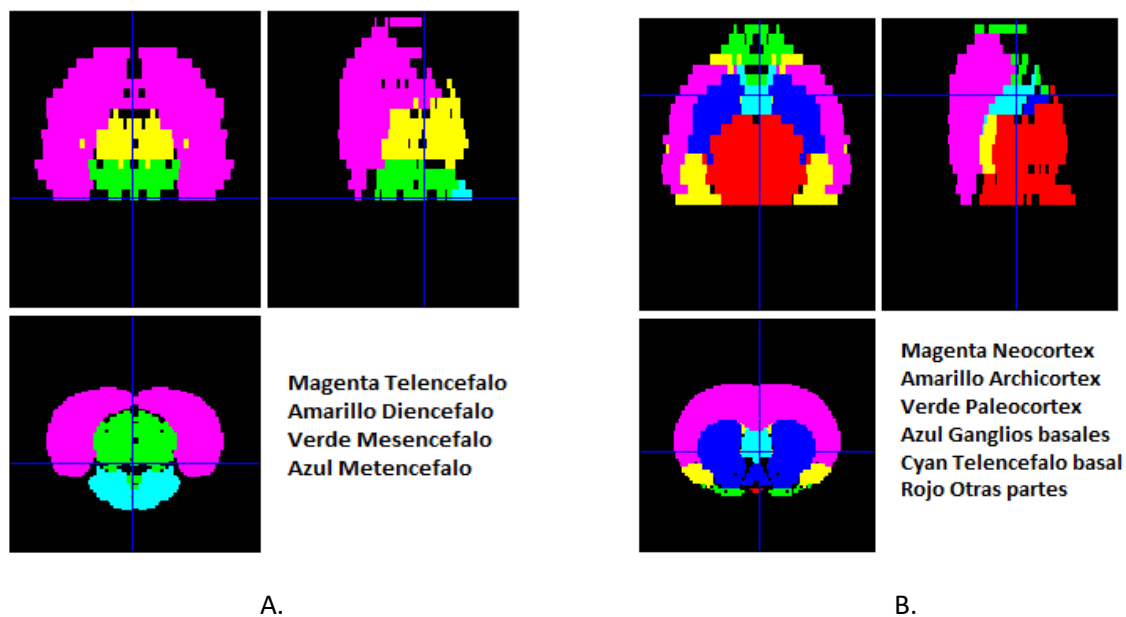 Magenta Telencefalo
Amarillo Diencefalo
Verde Mesencefalo
Azul Metencefalo
Magenta Neocortex
Amarillo Archicortex
Verde Paleocortex
Azul Ganglios basales
Cyan Telencefalo basal
Rojo Otras partes
A.
B.